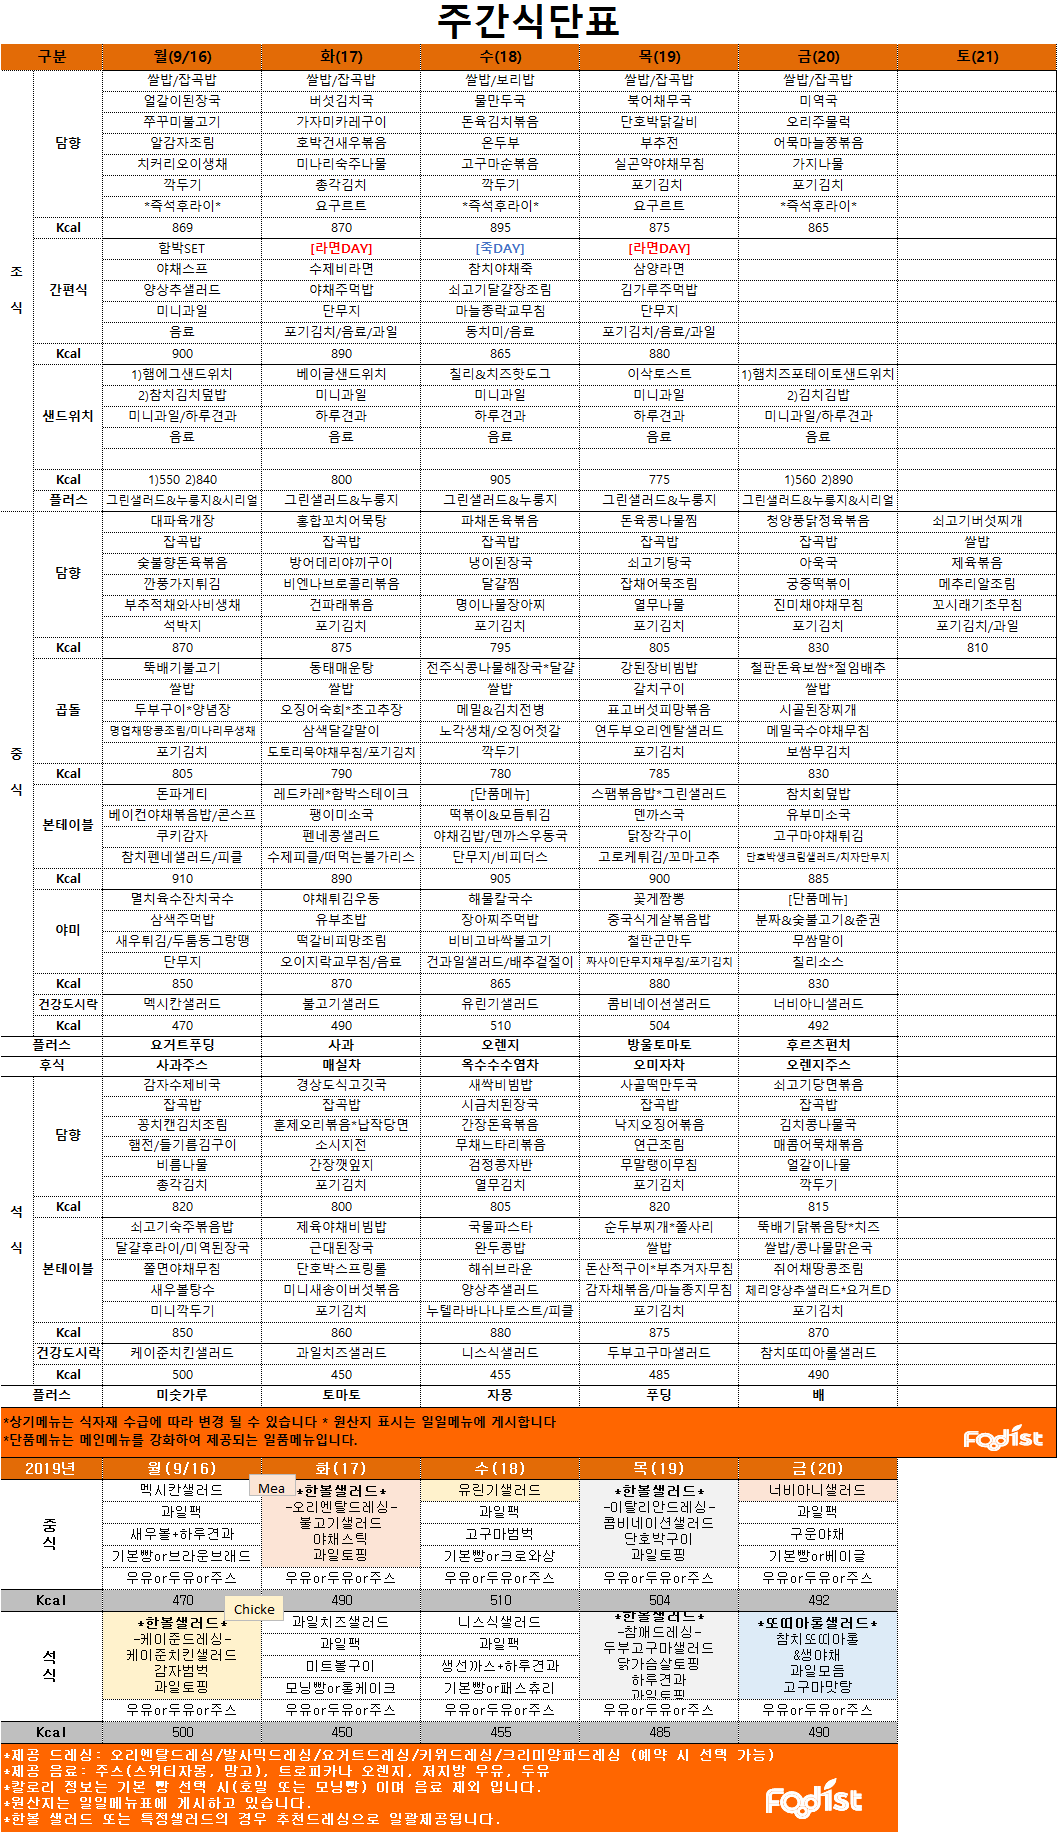 주간식단표
구분 월(9/16) 화(17) 수(18) 목(19) 금(20) 토(21)
쌀밥/잡곡밥 쌀밥/잡곡밥 쌀밥/보리밥 쌀밥/잡곡밥 쌀밥/잡곡밥
얼갈이된장국 버섯김치국 물만두국 북어채무국 미역국
쭈꾸미불고기 가자미카레구이 돈육김치볶음 단호박닭갈비 오리주물럭
담향 알감자조림 호박건새우볶음 온두부 부추전 어묵마늘쫑볶음
치커리오이생채 미나리숙주나물 고구마순볶음 실곤약야채무침 가지나물
깍두기 총각김치 깍두기 포기김치 포기김치
*즉석후라이* 요구르트 *즉석후라이* 요구르트 *즉석후라이*
Kcal 869 870 895 875 865
함박SET [라면DAY] [죽DAY] [라면DAY]
조식 야채스프 수제비라면 참치야채죽 삼양라면
간편식 양상추샐러드 야채주먹밥 쇠고기달걀장조림 김가루주먹밥
미니과일 단무지 마늘종락교무침 단무지
음료 포기김치/음료/과일 동치미/음료 포기김치/음료/과일
Kcal 900 890 865 880
1)햄에그샌드위치 베이글샌드위치 칠리&치즈핫도그 이삭토스트 1)햄치즈포테이토샌드위치
2)참치김치덮밥 미니과일 미니과일 미니과일 2)김치김밥
샌드위치 미니과일/하루견과 하루견과 하루견과 하루견과 미니과일/하루견과
음료 음료 음료 음료 음료
Kcal 1)550 2)840 800 905 775 1)560 2)890
플러스 그린샐러드&누룽지&시리얼 그린샐러드&누룽지 그린샐러드&누룽지 그린샐러드&누룽지 그린샐러드&누룽지&시리얼
대파육개장 홍합꼬치어묵탕 파채돈육볶음 돈육콩나물찜 청양풍닭정육볶음 쇠고기버섯찌개
잡곡밥 잡곡밥 잡곡밥 잡곡밥 잡곡밥 쌀밥
숯불향돈육볶음 방어데리야끼구이 냉이된장국 쇠고기탕국 아욱국 제육볶음
담향 깐풍가지튀김 비엔나브로콜리볶음 달걀찜 잡채어묵조림 궁중떡볶이 메추리알조림
부추적채와사비생채 건파래볶음 명이나물장아찌 열무나물 진미채야채무침 꼬시래기초무침
석박지 포기김치 포기김치 포기김치 포기김치 포기김치/과일
Kcal 870 875 795 805 830 810
뚝배기불고기 동태매운탕 전주식콩나물해장국*달걀 강된장비빔밥 철판돈육보쌈*절임배추
쌀밥 쌀밥 쌀밥 갈치구이 쌀밥
곱돌 두부구이*양념장 오징어숙회*초고추장 메밀&김치전병 표고버섯피망볶음 시골된장찌개
명엽채땅콩조림/미나리무생채 삼색달걀말이 노각생채/오징어젓갈 연두부오리엔탈샐러드 메밀국수야채무침
포기김치 도토리묵야채무침/포기김치 깍두기 포기김치 보쌈무김치
중식 Kcal 805 790 780 785 830
돈파게티 레드카레*함박스테이크 [단품메뉴] 스팸볶음밥*그린샐러드 참치회덮밥
베이컨야채볶음밥/콘스프 팽이미소국 떡볶이&모듬튀김 덴까스국 유부미소국
본테이블 쿠키감자 펜네콩샐러드 야채김밥/덴까스우동국 닭장각구이 고구마야채튀김
참치펜네샐러드/피클 수제피클/떠먹는불가리스 단무지/비피더스 고로케튀김/꼬마고추 단호박생크림샐러드/치자단무지
Kcal 910 890 905 900 885
멸치육수잔치국수 야채튀김우동 해물칼국수 꽃게짬뽕 [단품메뉴]
야미 삼색주먹밥 유부초밥 장아찌주먹밥 중국식게살볶음밥 분짜&숯불고기&춘권
새우튀김/두툼동그랑땡 떡갈비피망조림 비비고바싹불고기 철판군만두 무쌈말이
단무지 오이지락교무침/음료 건과일샐러드/배추겉절이 짜사이단무지채무침/포기김치 칠리소스
Kcal 850 870 865 880 830
건강도시락 멕시칸샐러드 불고기샐러드 유린기샐러드 콤비네이션샐러드 너비아니샐러드
Kcal 470 490 510 504 492
플러스 요거트푸딩 사과 오렌지 방울토마토 후르츠펀치
후식 사과주스 매실차 옥수수수염차 오미자차 오렌지주스
감자수제비국 경상도식고깃국 새싹비빔밥 사골떡만두국 쇠고기당면볶음
잡곡밥 잡곡밥 시금치된장국 잡곡밥 잡곡밥
꽁치캔김치조림 훈제오리볶음*납작당면 간장돈육볶음 낙지오징어볶음 김치콩나물국
담향 햄전/들기름김구이 소시지전 무채느타리볶음 연근조림 매콤어묵채볶음
비름나물 간장깻잎지 검정콩자반 무말랭이무침 얼갈이나물
총각김치 포기김치 열무김치 포기김치 깍두기
석식 Kcal 820 800 805 820 815
쇠고기숙주볶음밥 제육야채비빔밥 국물파스타 순두부찌개*쫄사리 뚝배기닭볶음탕*치즈
달걀후라이/미역된장국 근대된장국 완두콩밥 쌀밥 쌀밥/콩나물맑은국
본테이블 쫄면야채무침 단호박스프링롤 해쉬브라운 돈산적구이*부추겨자무침 쥐어채땅콩조림
새우볼탕수 미니새송이버섯볶음 양상추샐러드 감자채볶음/마늘종지무침 체리양상추샐러드*요거트D
미니깍두기 포기김치 누텔라바나나토스트/피클 포기김치 포기김치
Kcal 850 860 880 875 870
건강도시락 케이준치킨샐러드 과일치즈샐러드 니스식샐러드 두부고구마샐러드 참치또띠아롤샐러드
Kcal 500 450 455 485 490
플러스 미숫가루 토마토 자몽 푸딩 배
*상기메뉴는 식자재 수급에 따라 변경 될 수 있습니다 * 원산지 표시는 일일메뉴에 게시합니다
*단품메뉴는 메인메뉴를 강화하여 제공되는 일품메뉴입니다.
Foodist
2019년 월(9/16) 화(17) 수(18) 목(19) 금(20)
멕시칸샐러드 Mea *한볼샐러드* 유린기샐러드 *한볼샐러드* 너비아니샐러드
과일팩 -오리엔탈드레싱- 과일팩 -이탈리안드레싱- 과일팩
중식 새우볼+하루견과 불고기샐러드 고구마범벅 콤비네이션샐러드 구운야채
야채스틱 단호박구이
기본빵or브라운브래드 과일토핑 기본빵or크로와상 과일토핑 기본빵or베이글
우유or두유or주스 우유or두유or주스 우유or두유or주스 우유or두유or주스 우유or두유or주스
Kcal 470 490 510 504 492
Chicke
*한볼샐러드* 과일치즈샐러드 니스식샐러드 *한볼샐러드* *또띠아롤샐러드*
-케이준드레싱- 과일팩 과일팩 -참깨드레싱- 참치또띠아롤
석식 케이준치킨샐러드 미트볼구이 생선까스+하루견과 두부고구마샐러드 &생야채
감자범벅 닭가슴살토핑 과일모음
과일토핑 모닝빵or롤케이크 기본빵or패스츄리 하루견과 고구마맛탕
과일토핑
우유or두유or주스 우유or두유or주스 우유or두유or주스 우유or두유or주스 우유or두유or주스
Kcal 500 450 455 485 490
*제공 드레싱: 오리엔탈드레싱/발사믹드레싱/요거트드레싱/키위드레싱/크리미양파드레싱 (예약 시 선택 가능)
*제공 음료: 주스(스위티자몽, 망고), 트로피카나 오렌지, 저지방 우유, 두유
*칼로리 정보는 기본 빵 선택 시(호밀 또는 모닝빵) 이며 음료 제외 입니다.
*원산지는 일일메뉴표에 게시하고 있습니다.
*한볼 샐러드 또는 특정샐러드의 경우 추천드레싱으로 일괄제공됩니다.
Foodist